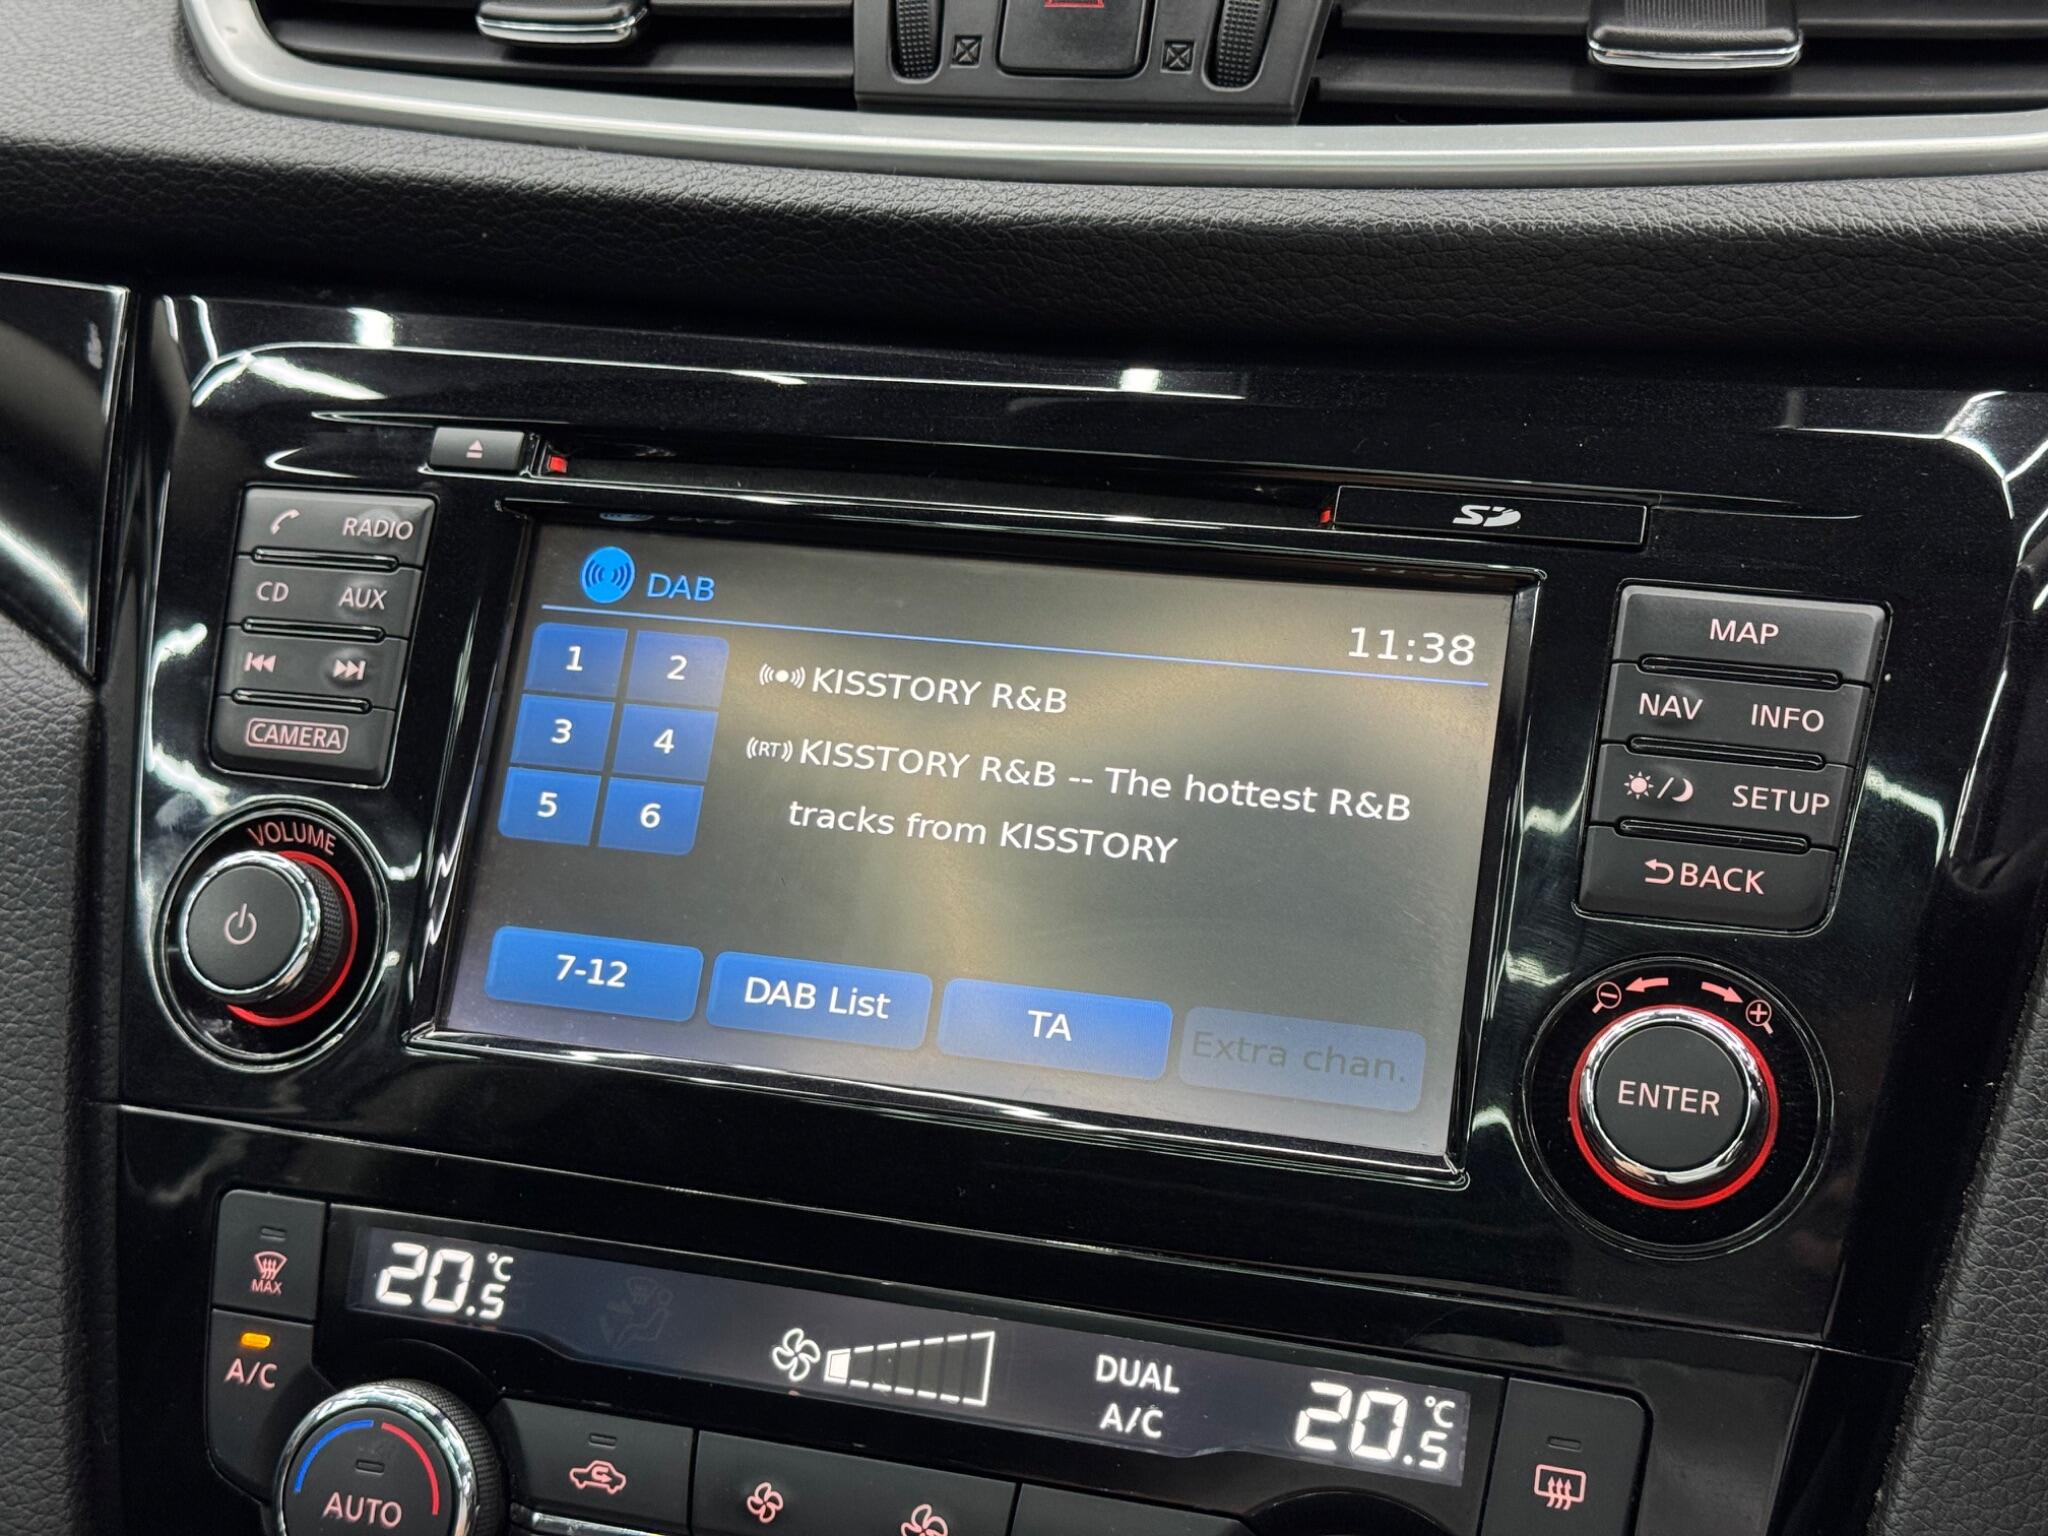 SD
RADIO
CD AUX
CAMERA
VOLUME
DAB
11:38
1 2
3 4
5 6
KISSTORY R&B
RT KISSTORY R&B -- The hottest R&B
tracks from KISSTORY
7-12 DAB List TA Extra chan.
MAP
NAV INFO
SETUP
BACK
ENTER
MAX
A/C
20.5°C
DUAL
A/C
20.5°C
AUTO